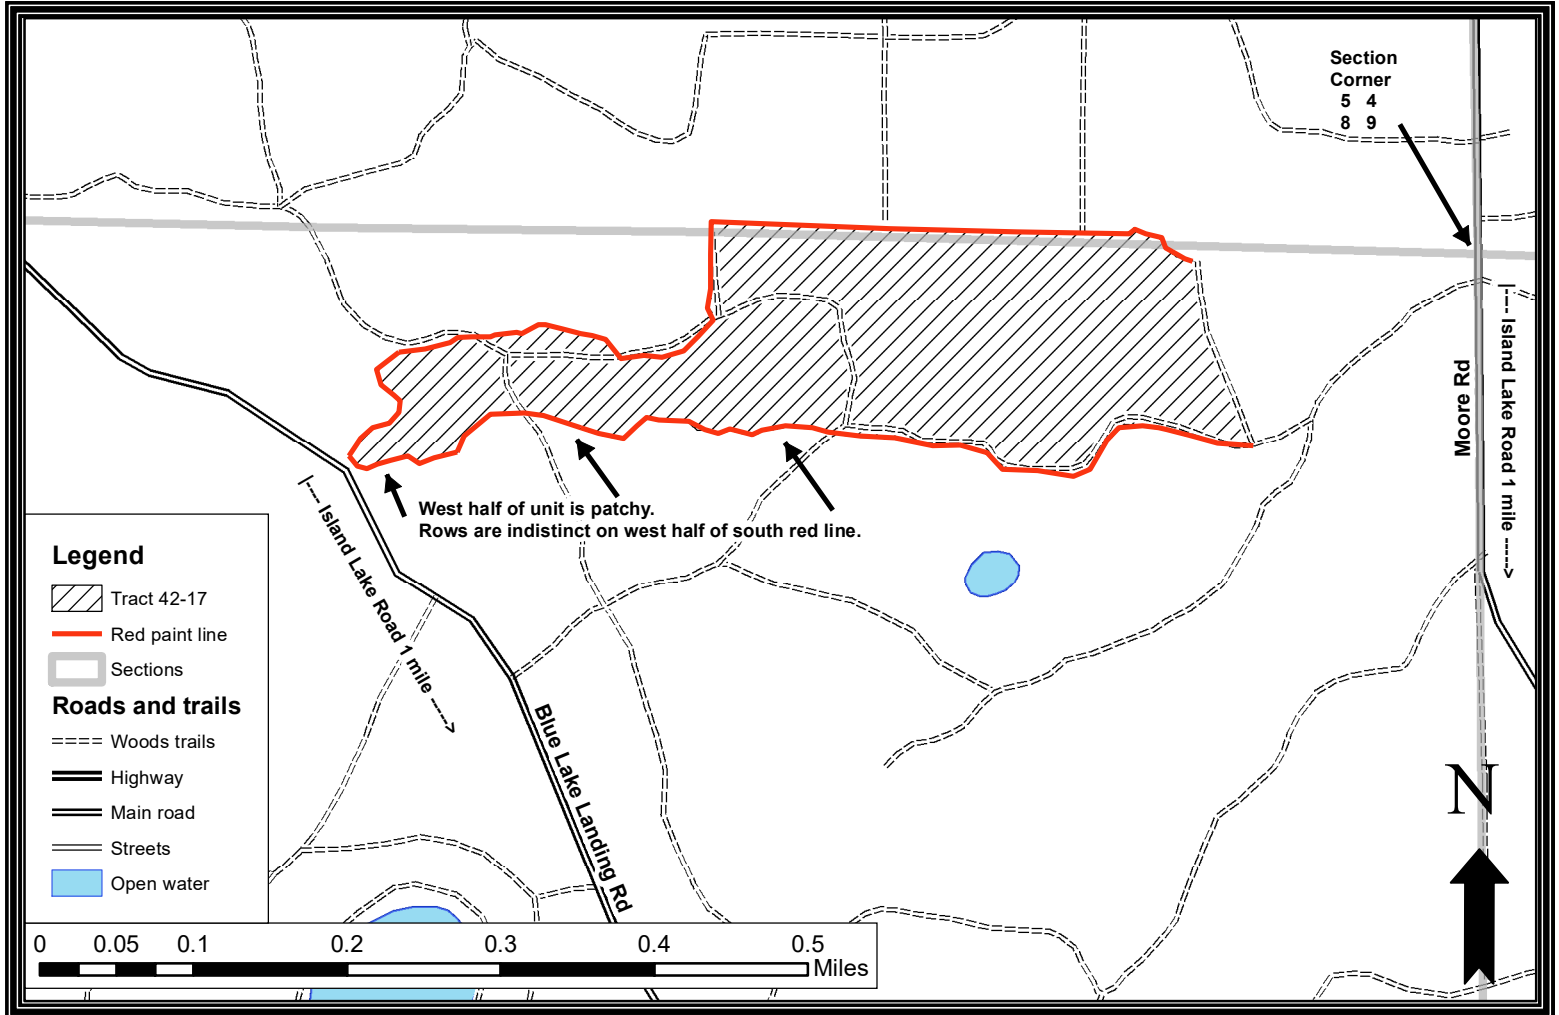 Section
Corner
5 4
8 9
Moore Rd
|---- Island Lake Road 1 mile ----->
West half of unit is patchy.
Rows are indistinct on west half of south red line.
|---- Island Lake Road 1 mile ----->
Blue Lake Landing Rd
Legend
Tract 42-17
Red paint line
Sections
Roads and trails
Woods trails
Highway
Main road
Streets
Open water
N
0 0.05 0.1 0.2 0.3 0.4 0.5
Miles